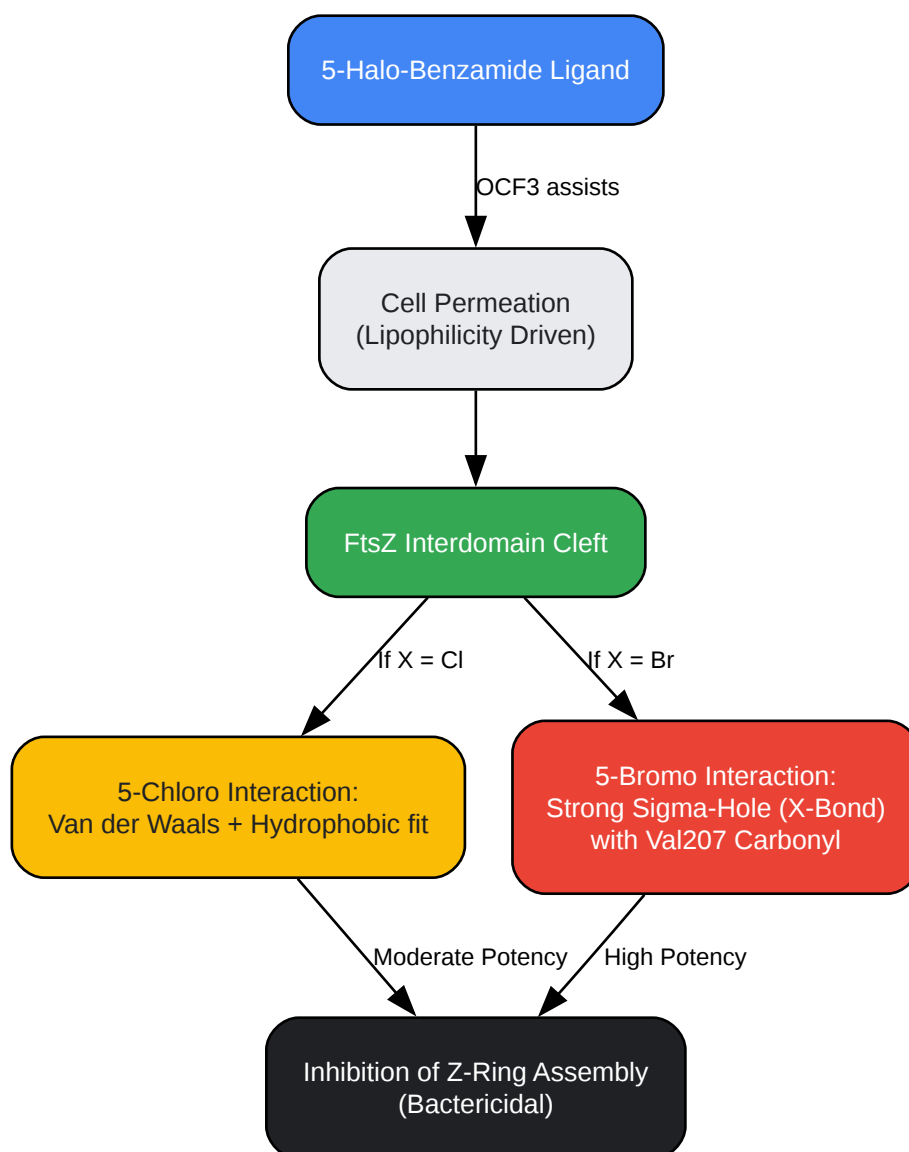 5-Halo-Benzamide Ligand
OCF3 assists
Cell Permeation
(Lipophilicity Driven)
FtsZ Interdomain Cleft
If X = Cl
If X = Br
5-Chloro Interaction:
Van der Waals + Hydrophobic fit
5-Bromo Interaction:
Strong Sigma-Hole (X-Bond)
with Val207 Carbonyl
Moderate Potency
High Potency
Inhibition of Z-Ring Assembly
(Bactericidal)